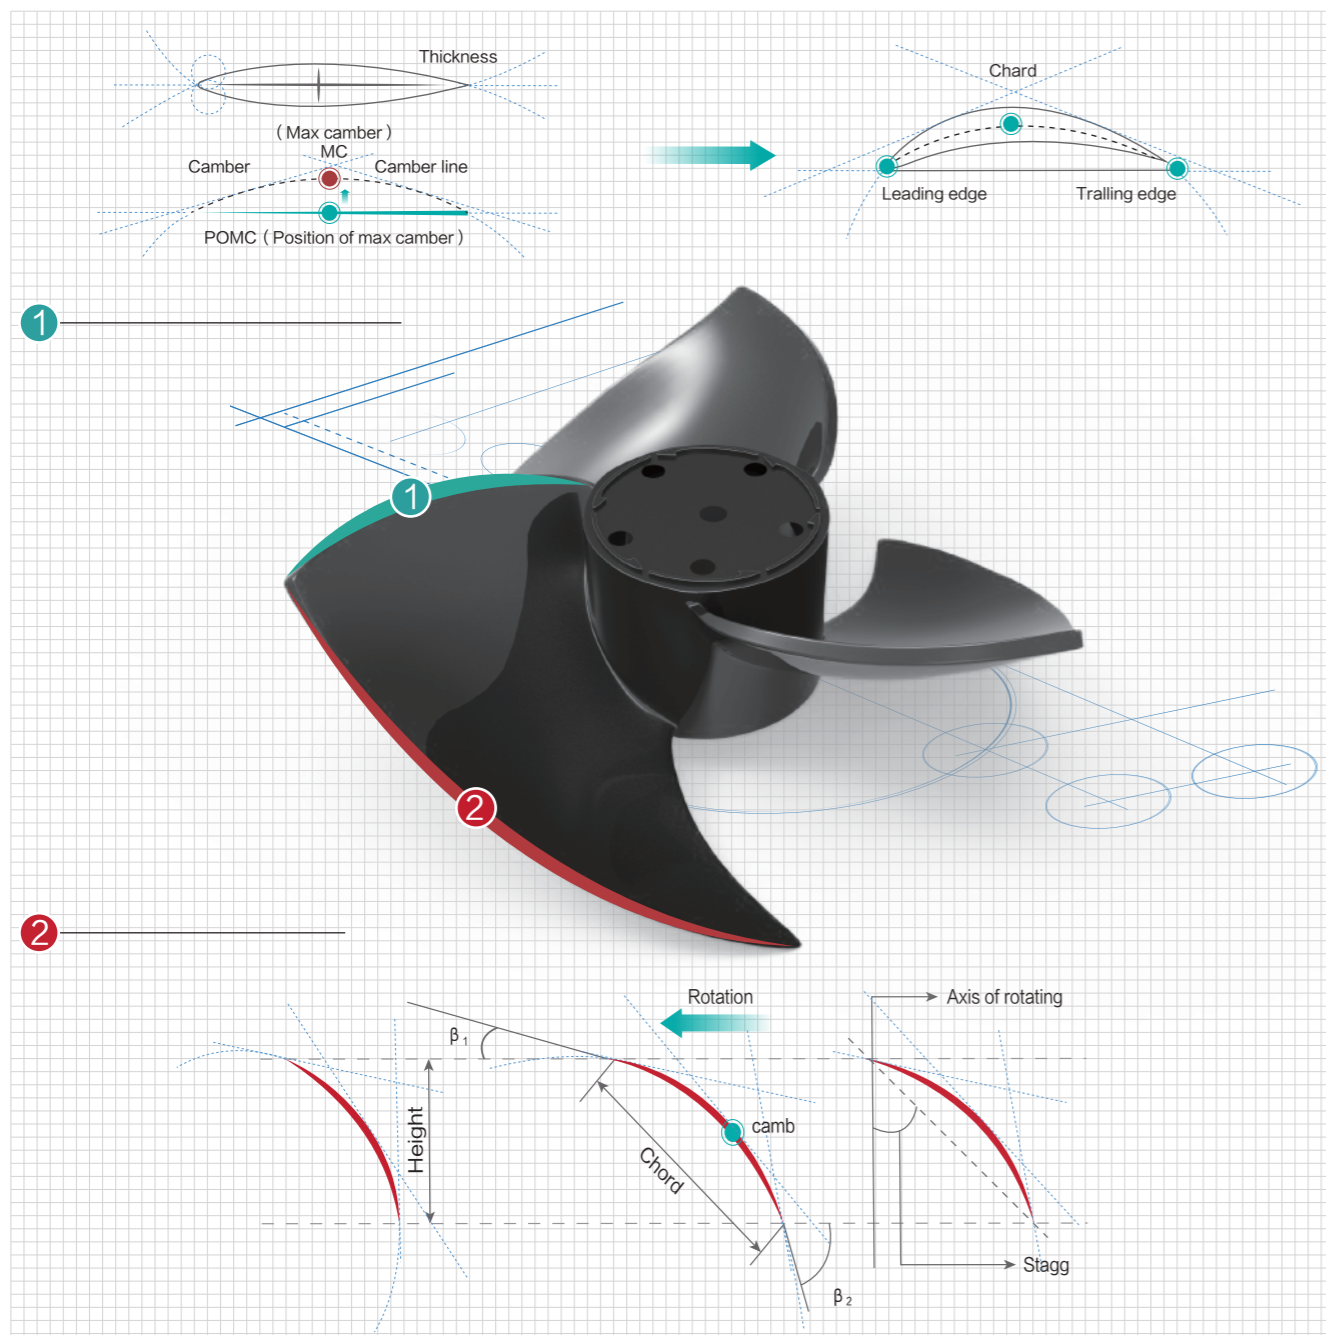 Thickness
( Max camber )
MC
Camber
Camber line
POMC ( Position of max camber )
Chard
Leading edge
Tralling edge
1
1
2
2
Rotation
Axis of rotating
β1
Height
Chord
camb
Stagg
β2